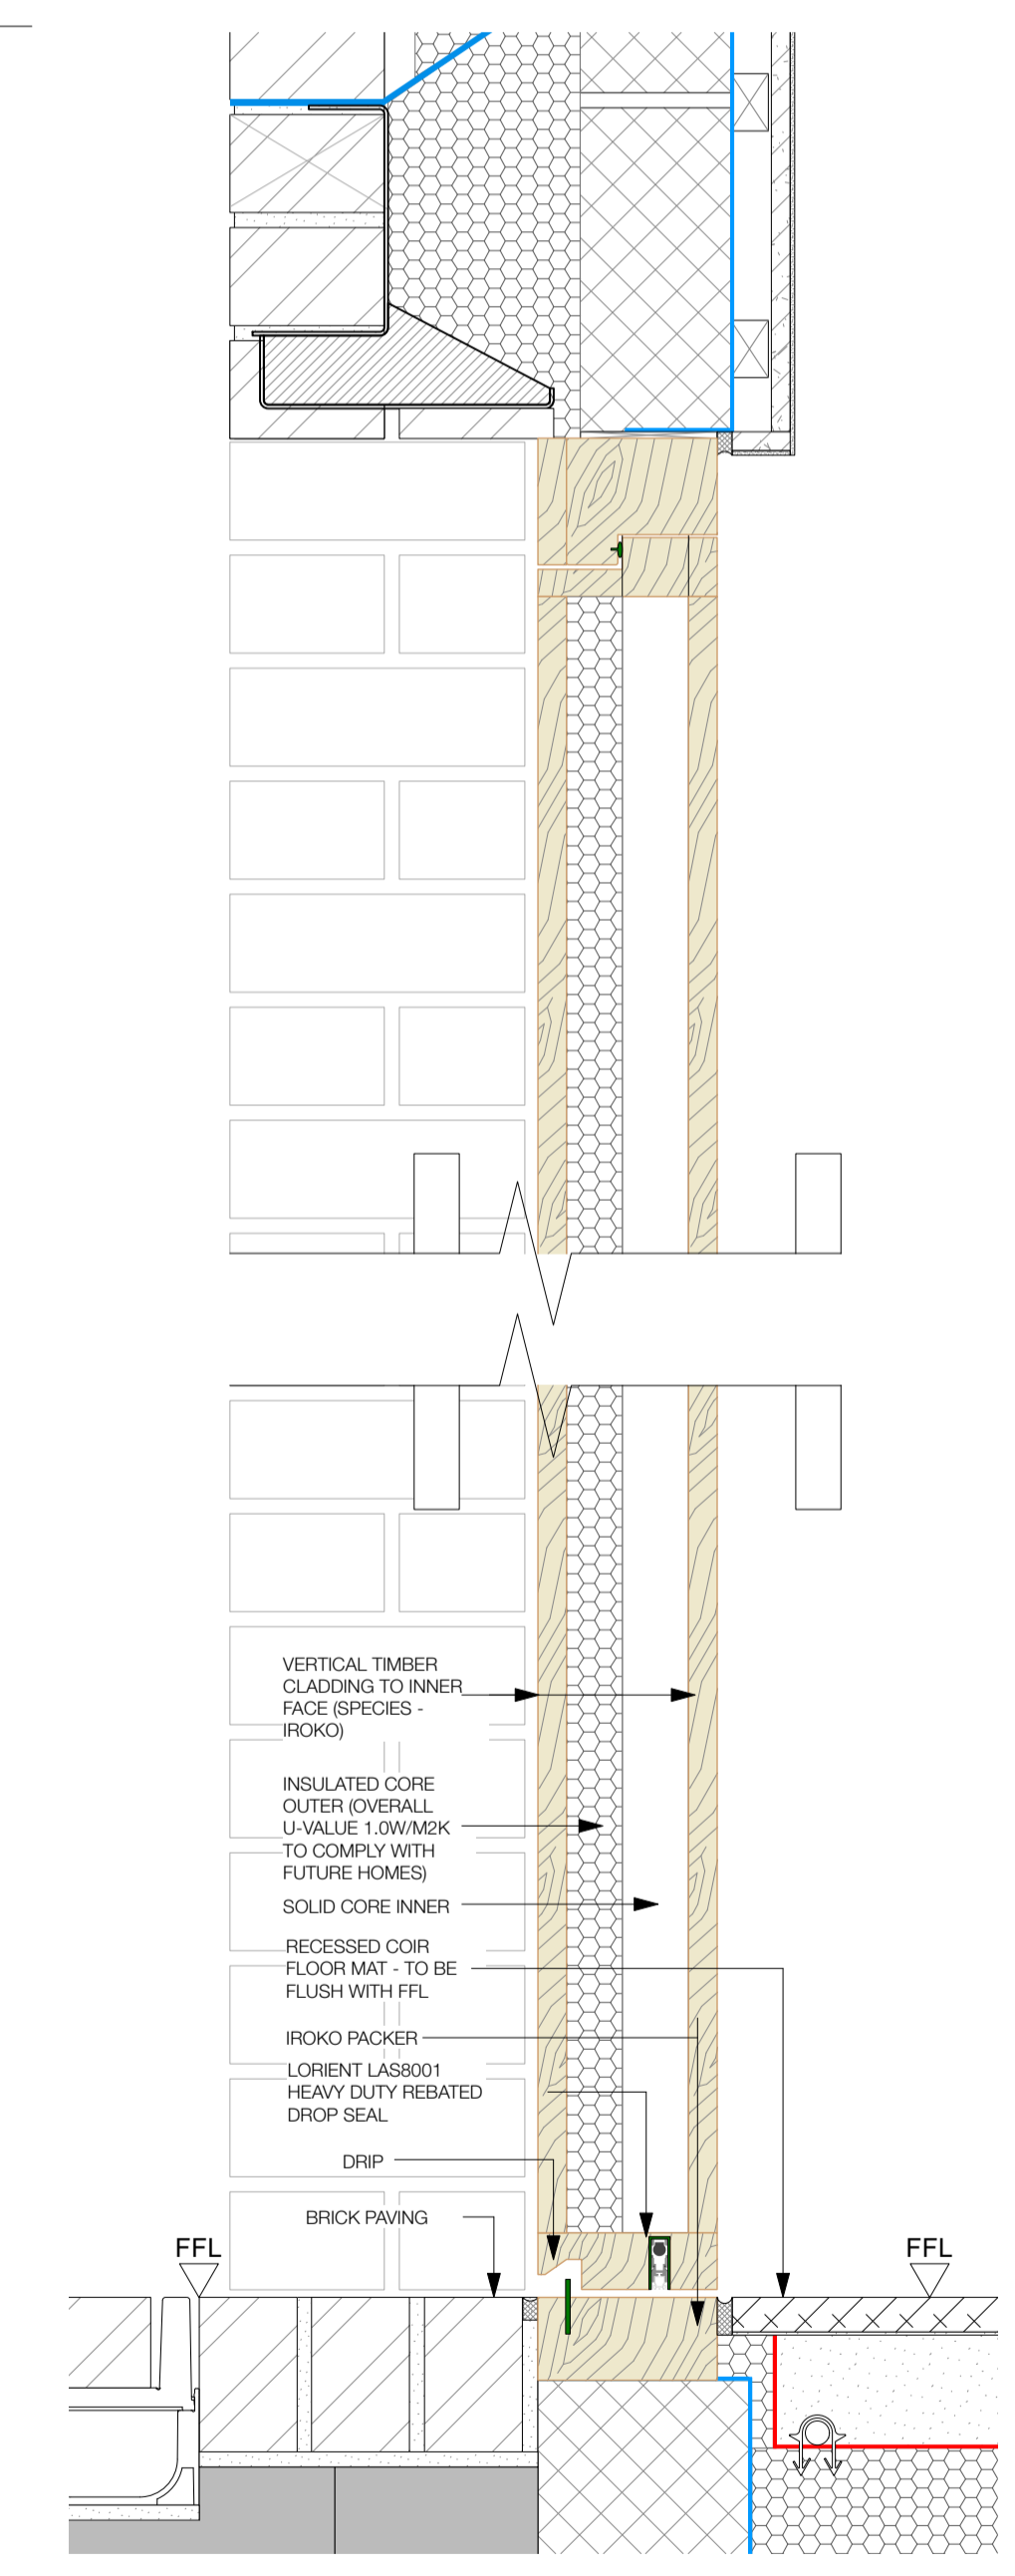 VERTICAL TIMBER
CLADDING TO INNER
FACE (SPECIES -
IROKO)
INSULATED CORE
OUTER (OVERALL
U-VALUE 1.0W/M2K
TO COMPLY WITH
FUTURE HOMES)
SOLID CORE INNER
RECESSED COIR
FLOOR MAT - TO BE
FLUSH WITH FFL
IROKO PACKER
LORIENT LAS8001
HEAVY DUTY REBATED
DROP SEAL
DRIP
BRICK PAVING
FFL
FFL